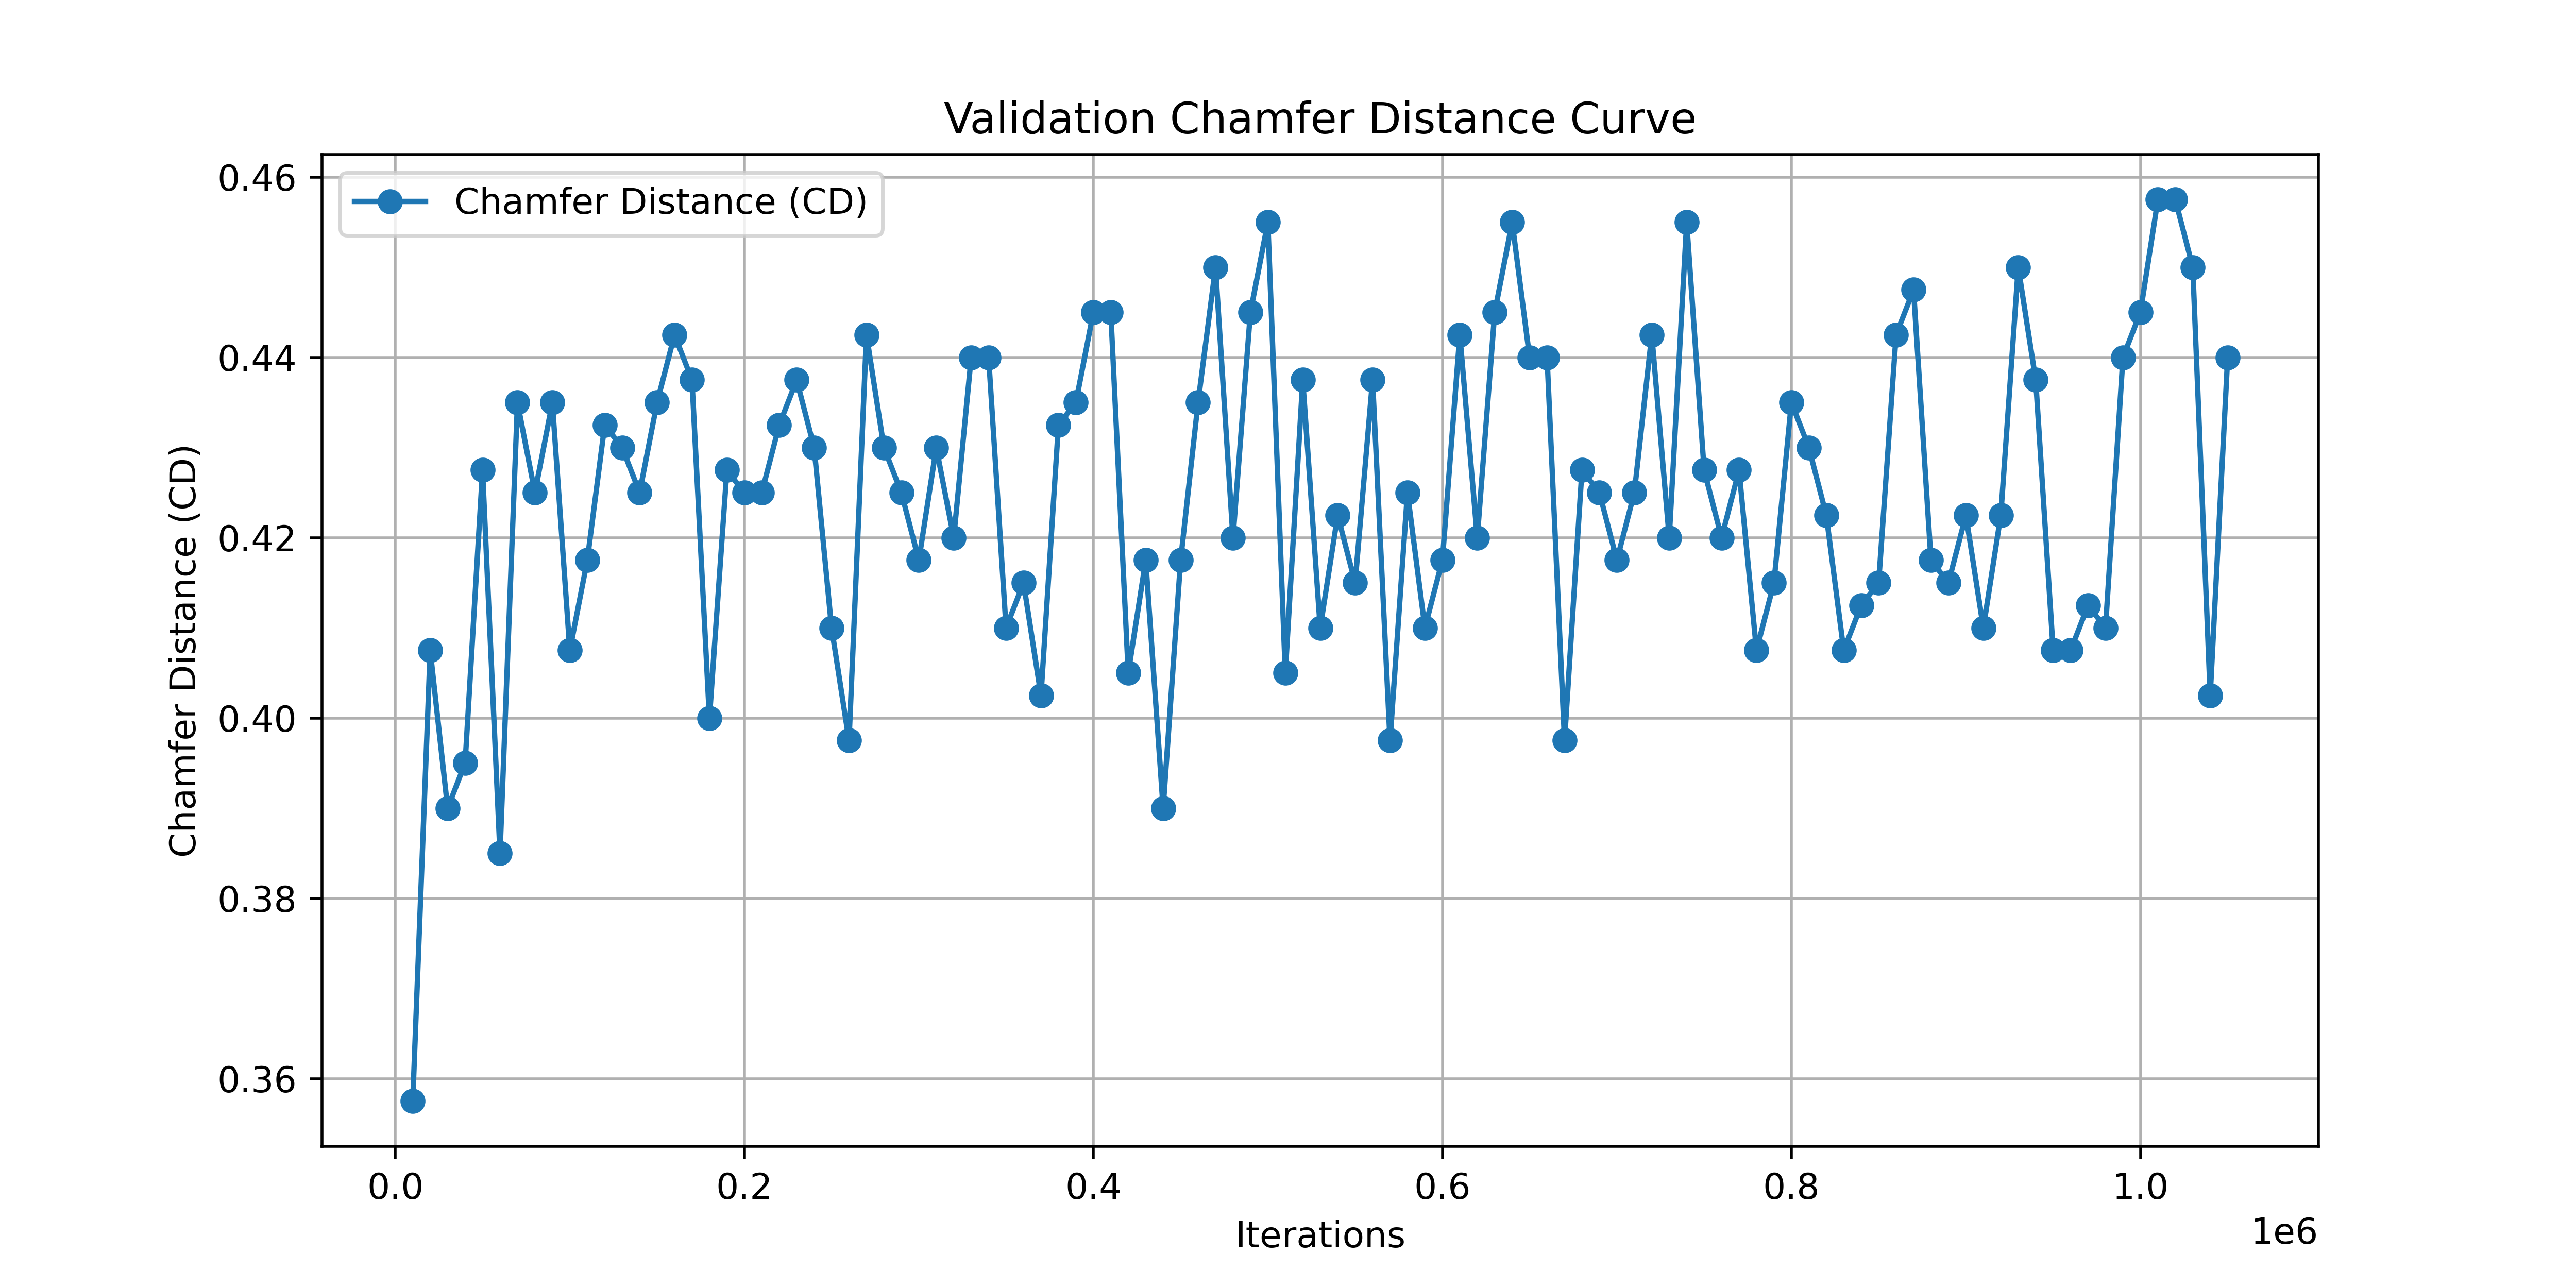 Validation Chamfer Distance Curve
Chamfer Distance (CD)
Chamfer Distance (CD)
0.46
0.44
0.42
0.40
0.38
0.36
0.0 0.2 0.4 0.6 0.8 1.0
Iterations
1e6